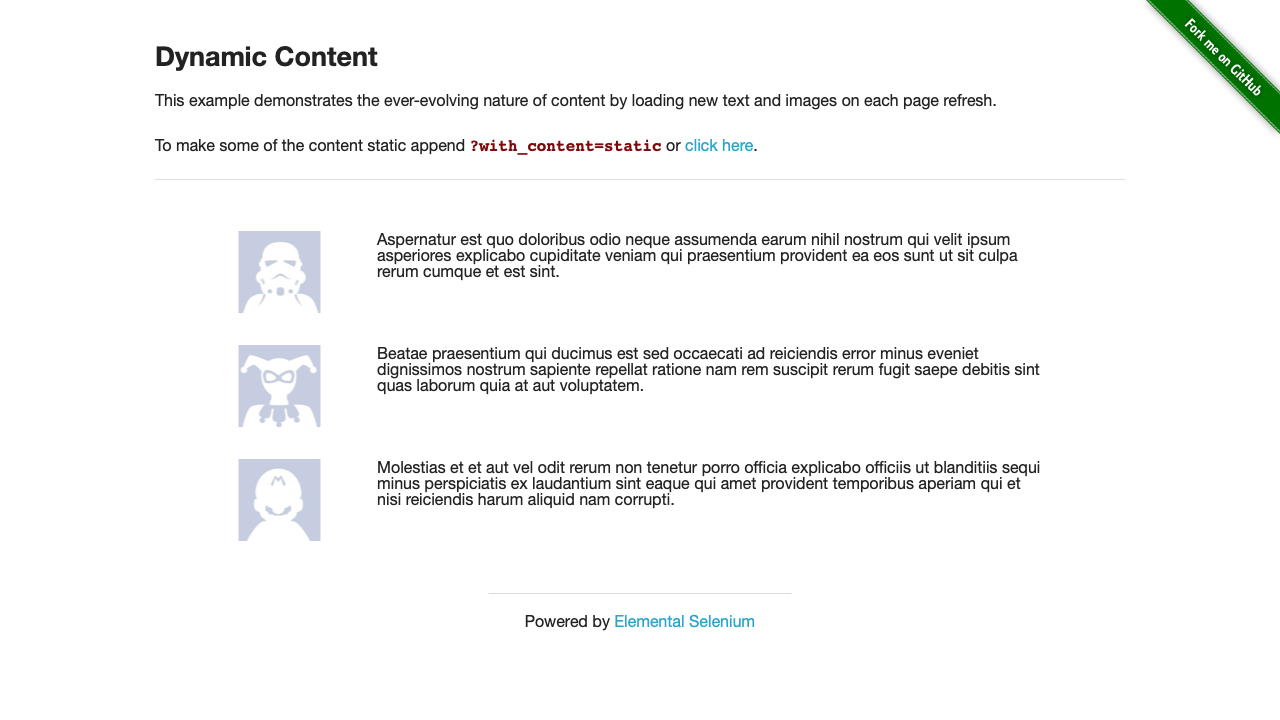 Fork me on GitHub
Dynamic Content
This example demonstrates the ever-evolving nature of content by loading new text and images on each page refresh.
To make some of the content static append ?with_content=static or click here.
Aspernatur est quo doloribus odio neque assumenda earum nihil nostrum qui velit ipsum
asperiores explicabo cupiditate veniam qui praesentium provident ea eos sunt ut sit culpa
rerum cumque et est sint.
Beatae praesentium qui ducimus est sed occaecati ad reiciendis error minus eveniet
dignissimos nostrum sapiente repellat ratione nam rem suscipit rerum fugit saepe debitis sint
quas laborum quia at aut voluptatem.
Molestias et et aut vel odit rerum non tenetur porro officia explicabo officiis ut blanditiis sequi
minus perspiciatis ex laudantium sint eaque qui amet provident temporibus aperiam qui et
nisi reiciendis harum aliquid nam corrupti.
Powered by Elemental Selenium